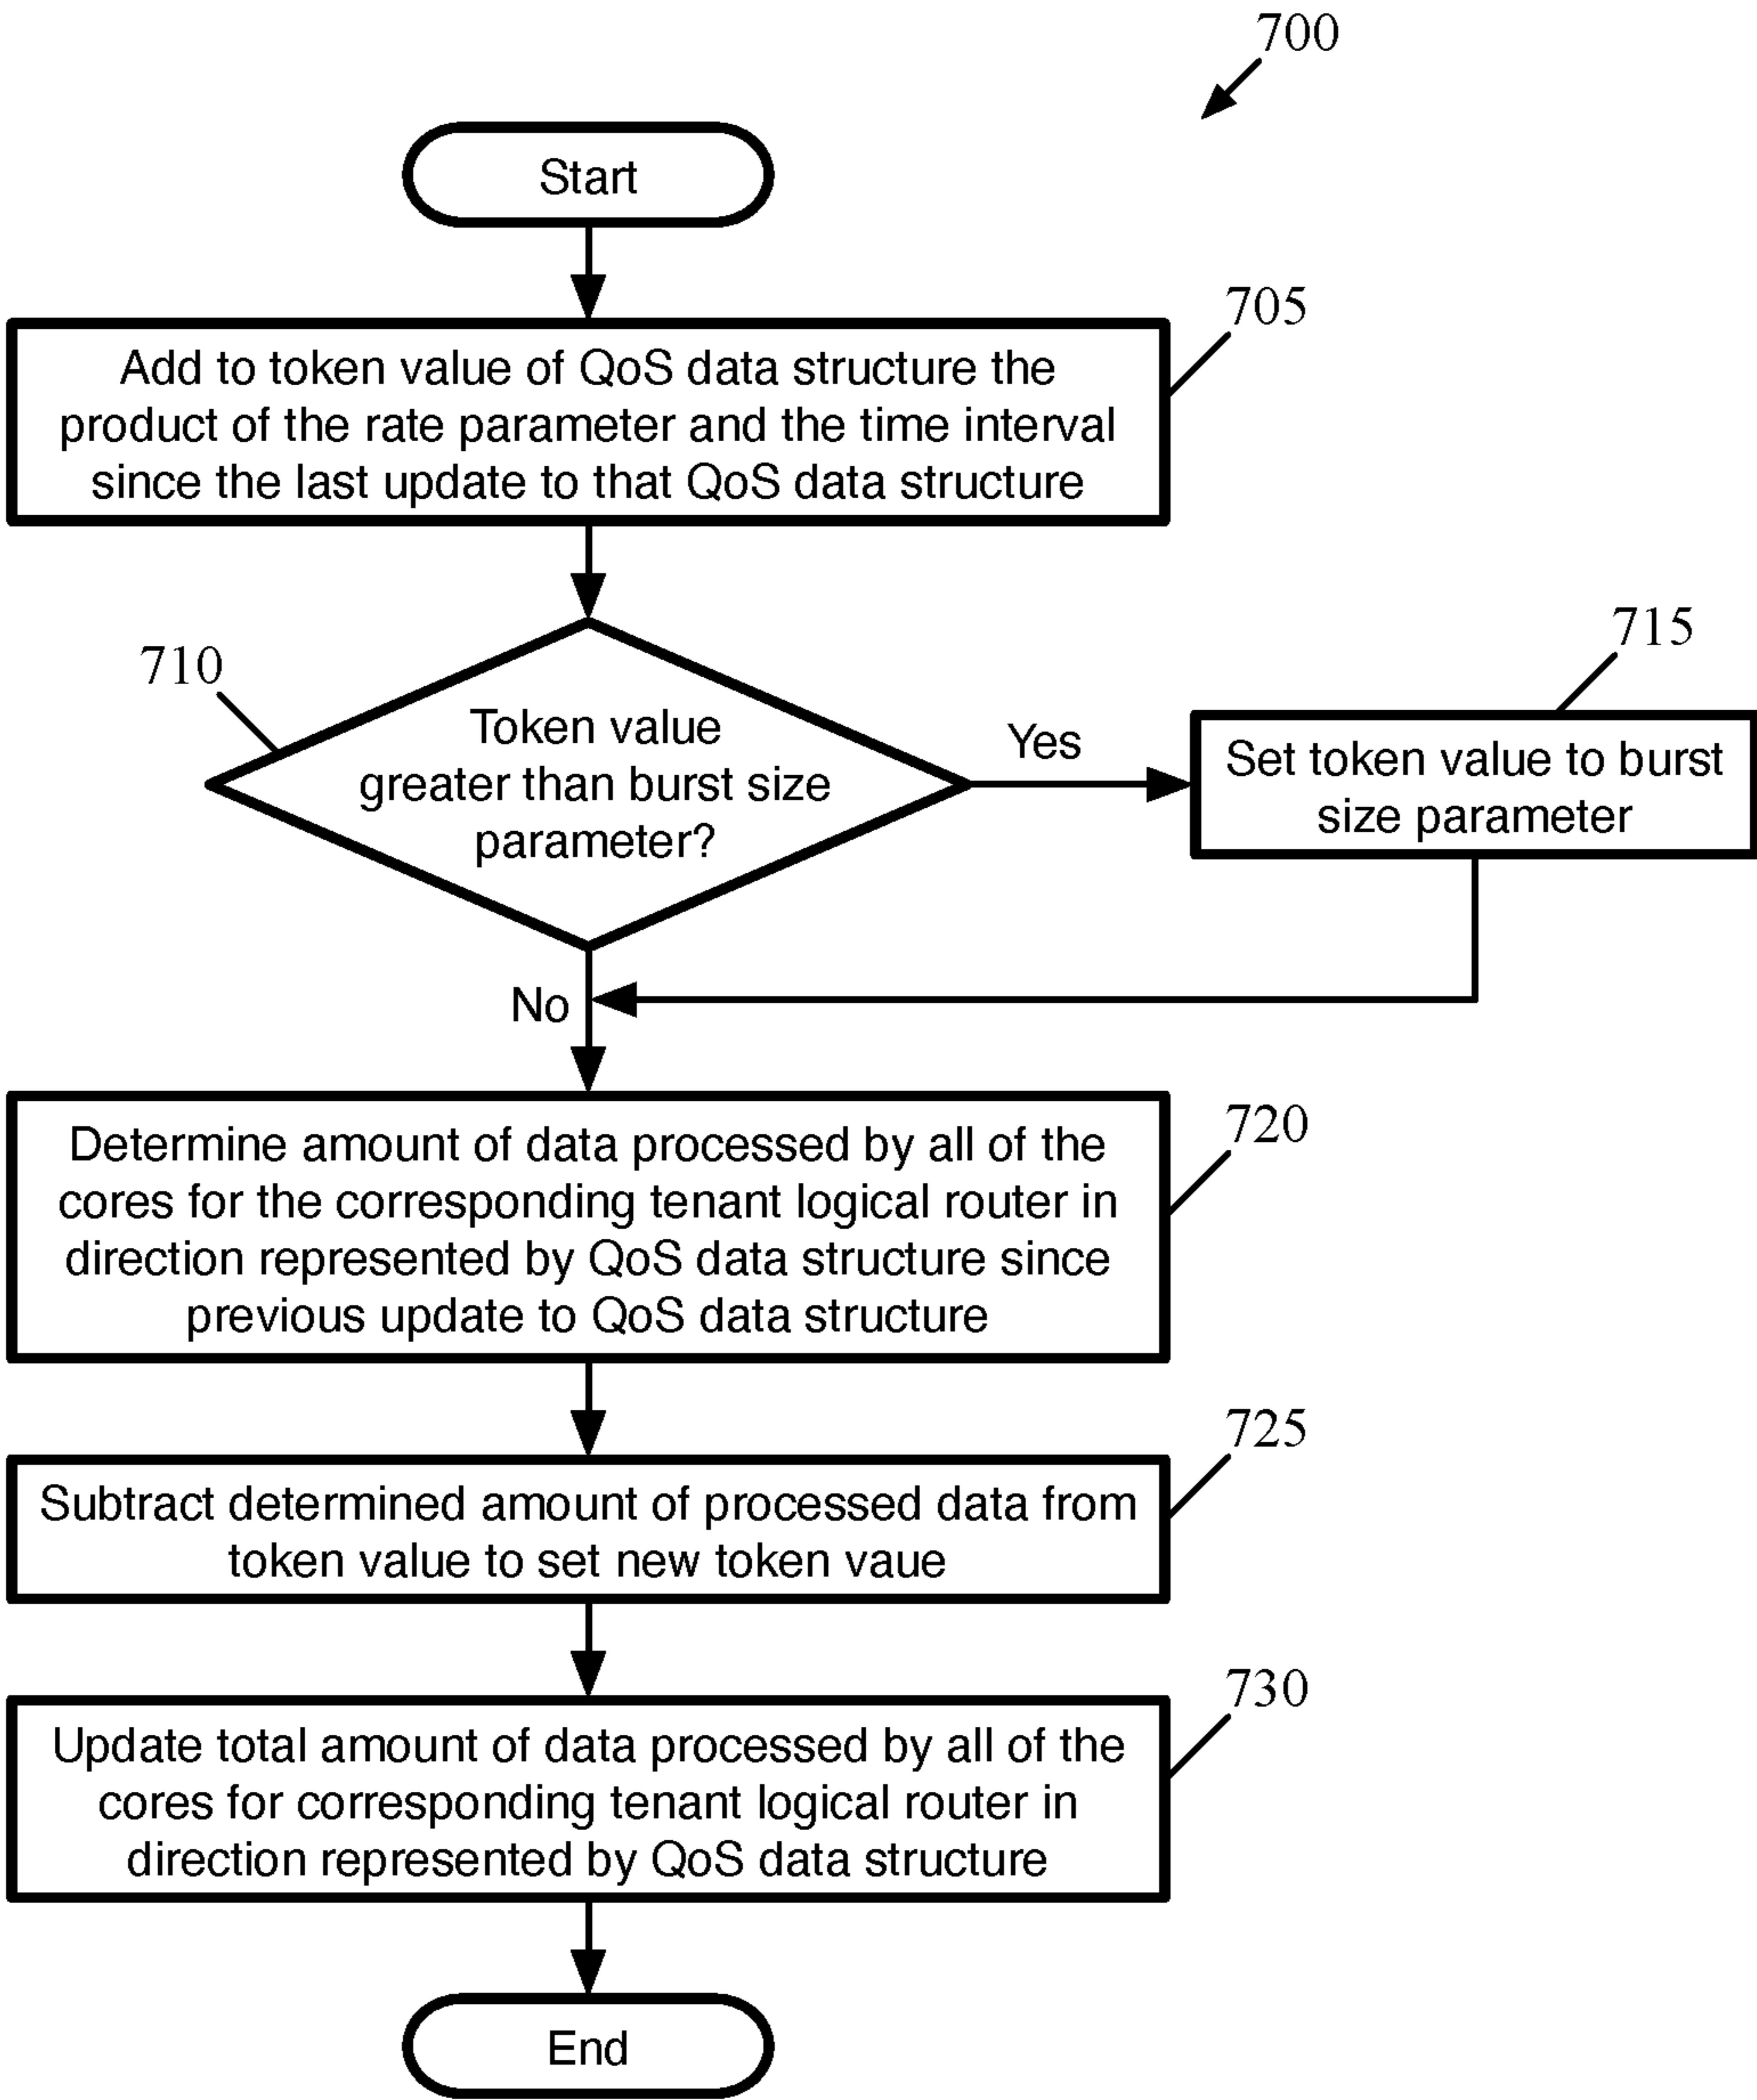 700
Start
705
Add to token value of QoS data structure the
product of the rate parameter and the time interval
since the last update to that QoS data structure
710
Token value
greater than burst size
parameter?
Yes
715
Set token value to burst
size parameter
No
720
Determine amount of data processed by all of the
cores for the corresponding tenant logical router in
direction represented by QoS data structure since
previous update to QoS data structure
725
Subtract determined amount of processed data from
token value to set new token vaue
730
Update total amount of data processed by all of the
cores for corresponding tenant logical router in
direction represented by QoS data structure
End